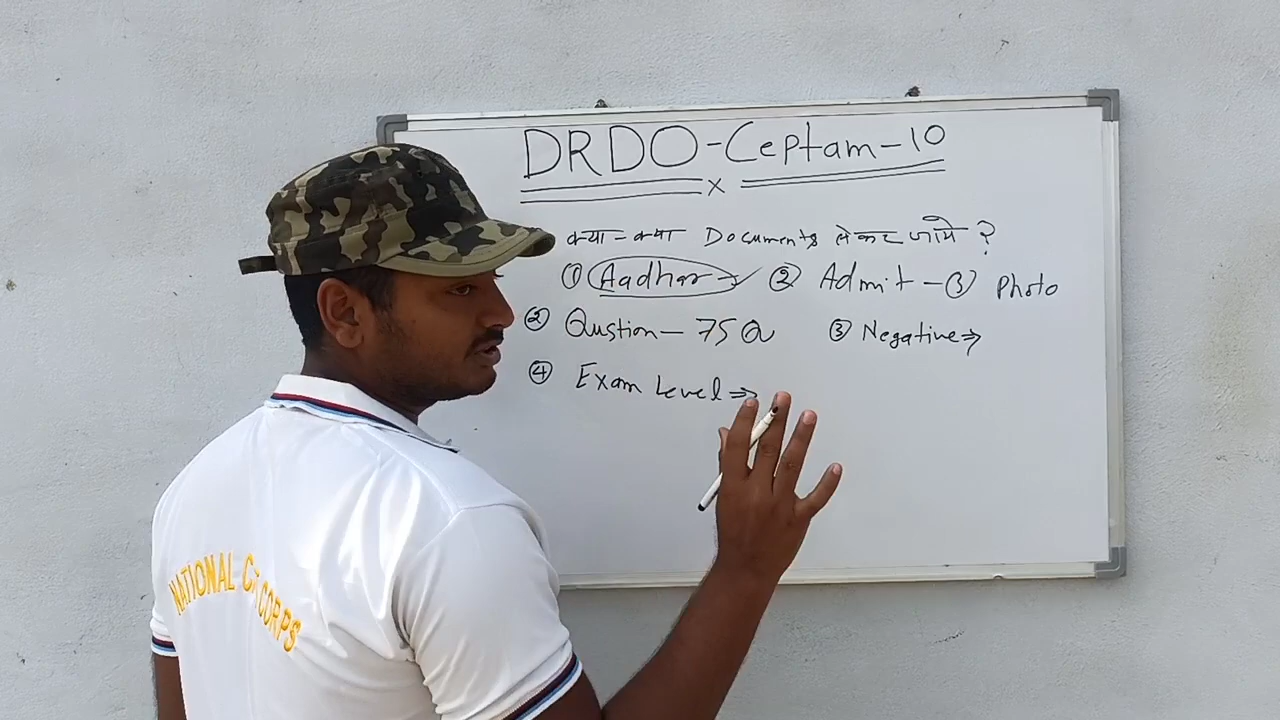 DRDO-Ceptam-10
x
क्या-क्या Documents लेकर जाये ?
① Aadhar ✓ ② Admit - ③ Photo
② Qustion - 75 Q ③ Negative ⇒
④ Exam Level ⇒
NATIONAL C CORPS